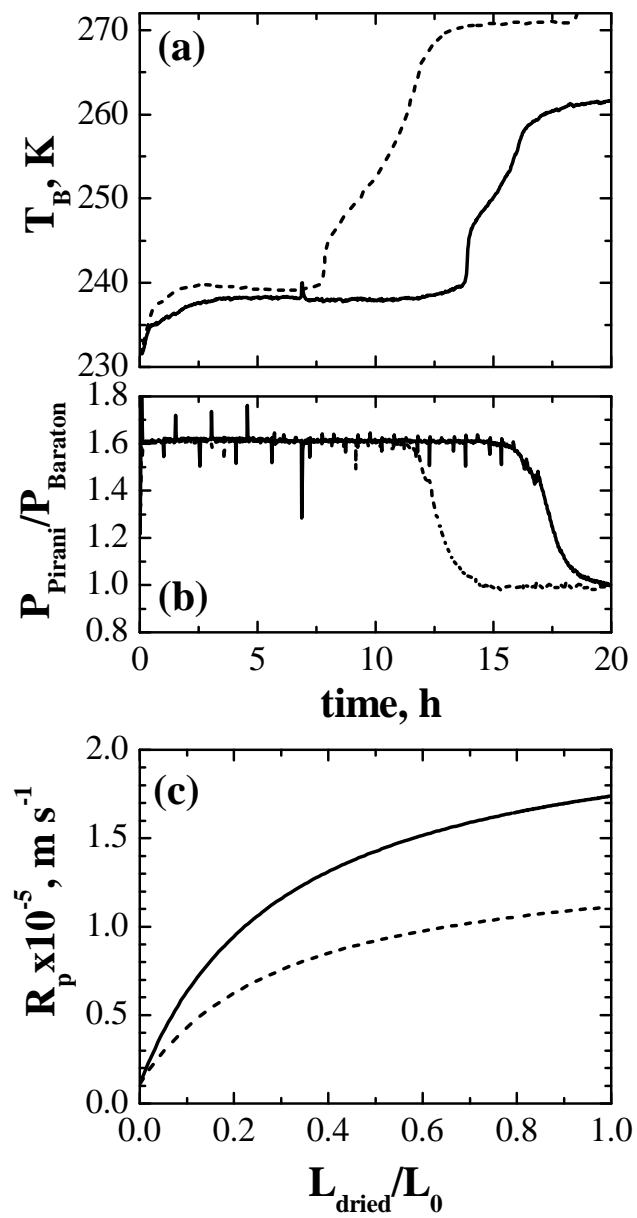 (a)
T_B, K
270
260
250
240
230
P_Pirani/P_Baraton
1.8
1.6
1.4
1.2
1.0
0.8
(b)
0 5 10 15 20
time, h
(c)
R_p x10^-5, m s^-1
2.0
1.5
1.0
0.5
0.0
0.0 0.2 0.4 0.6 0.8 1.0
L_dried/L_0